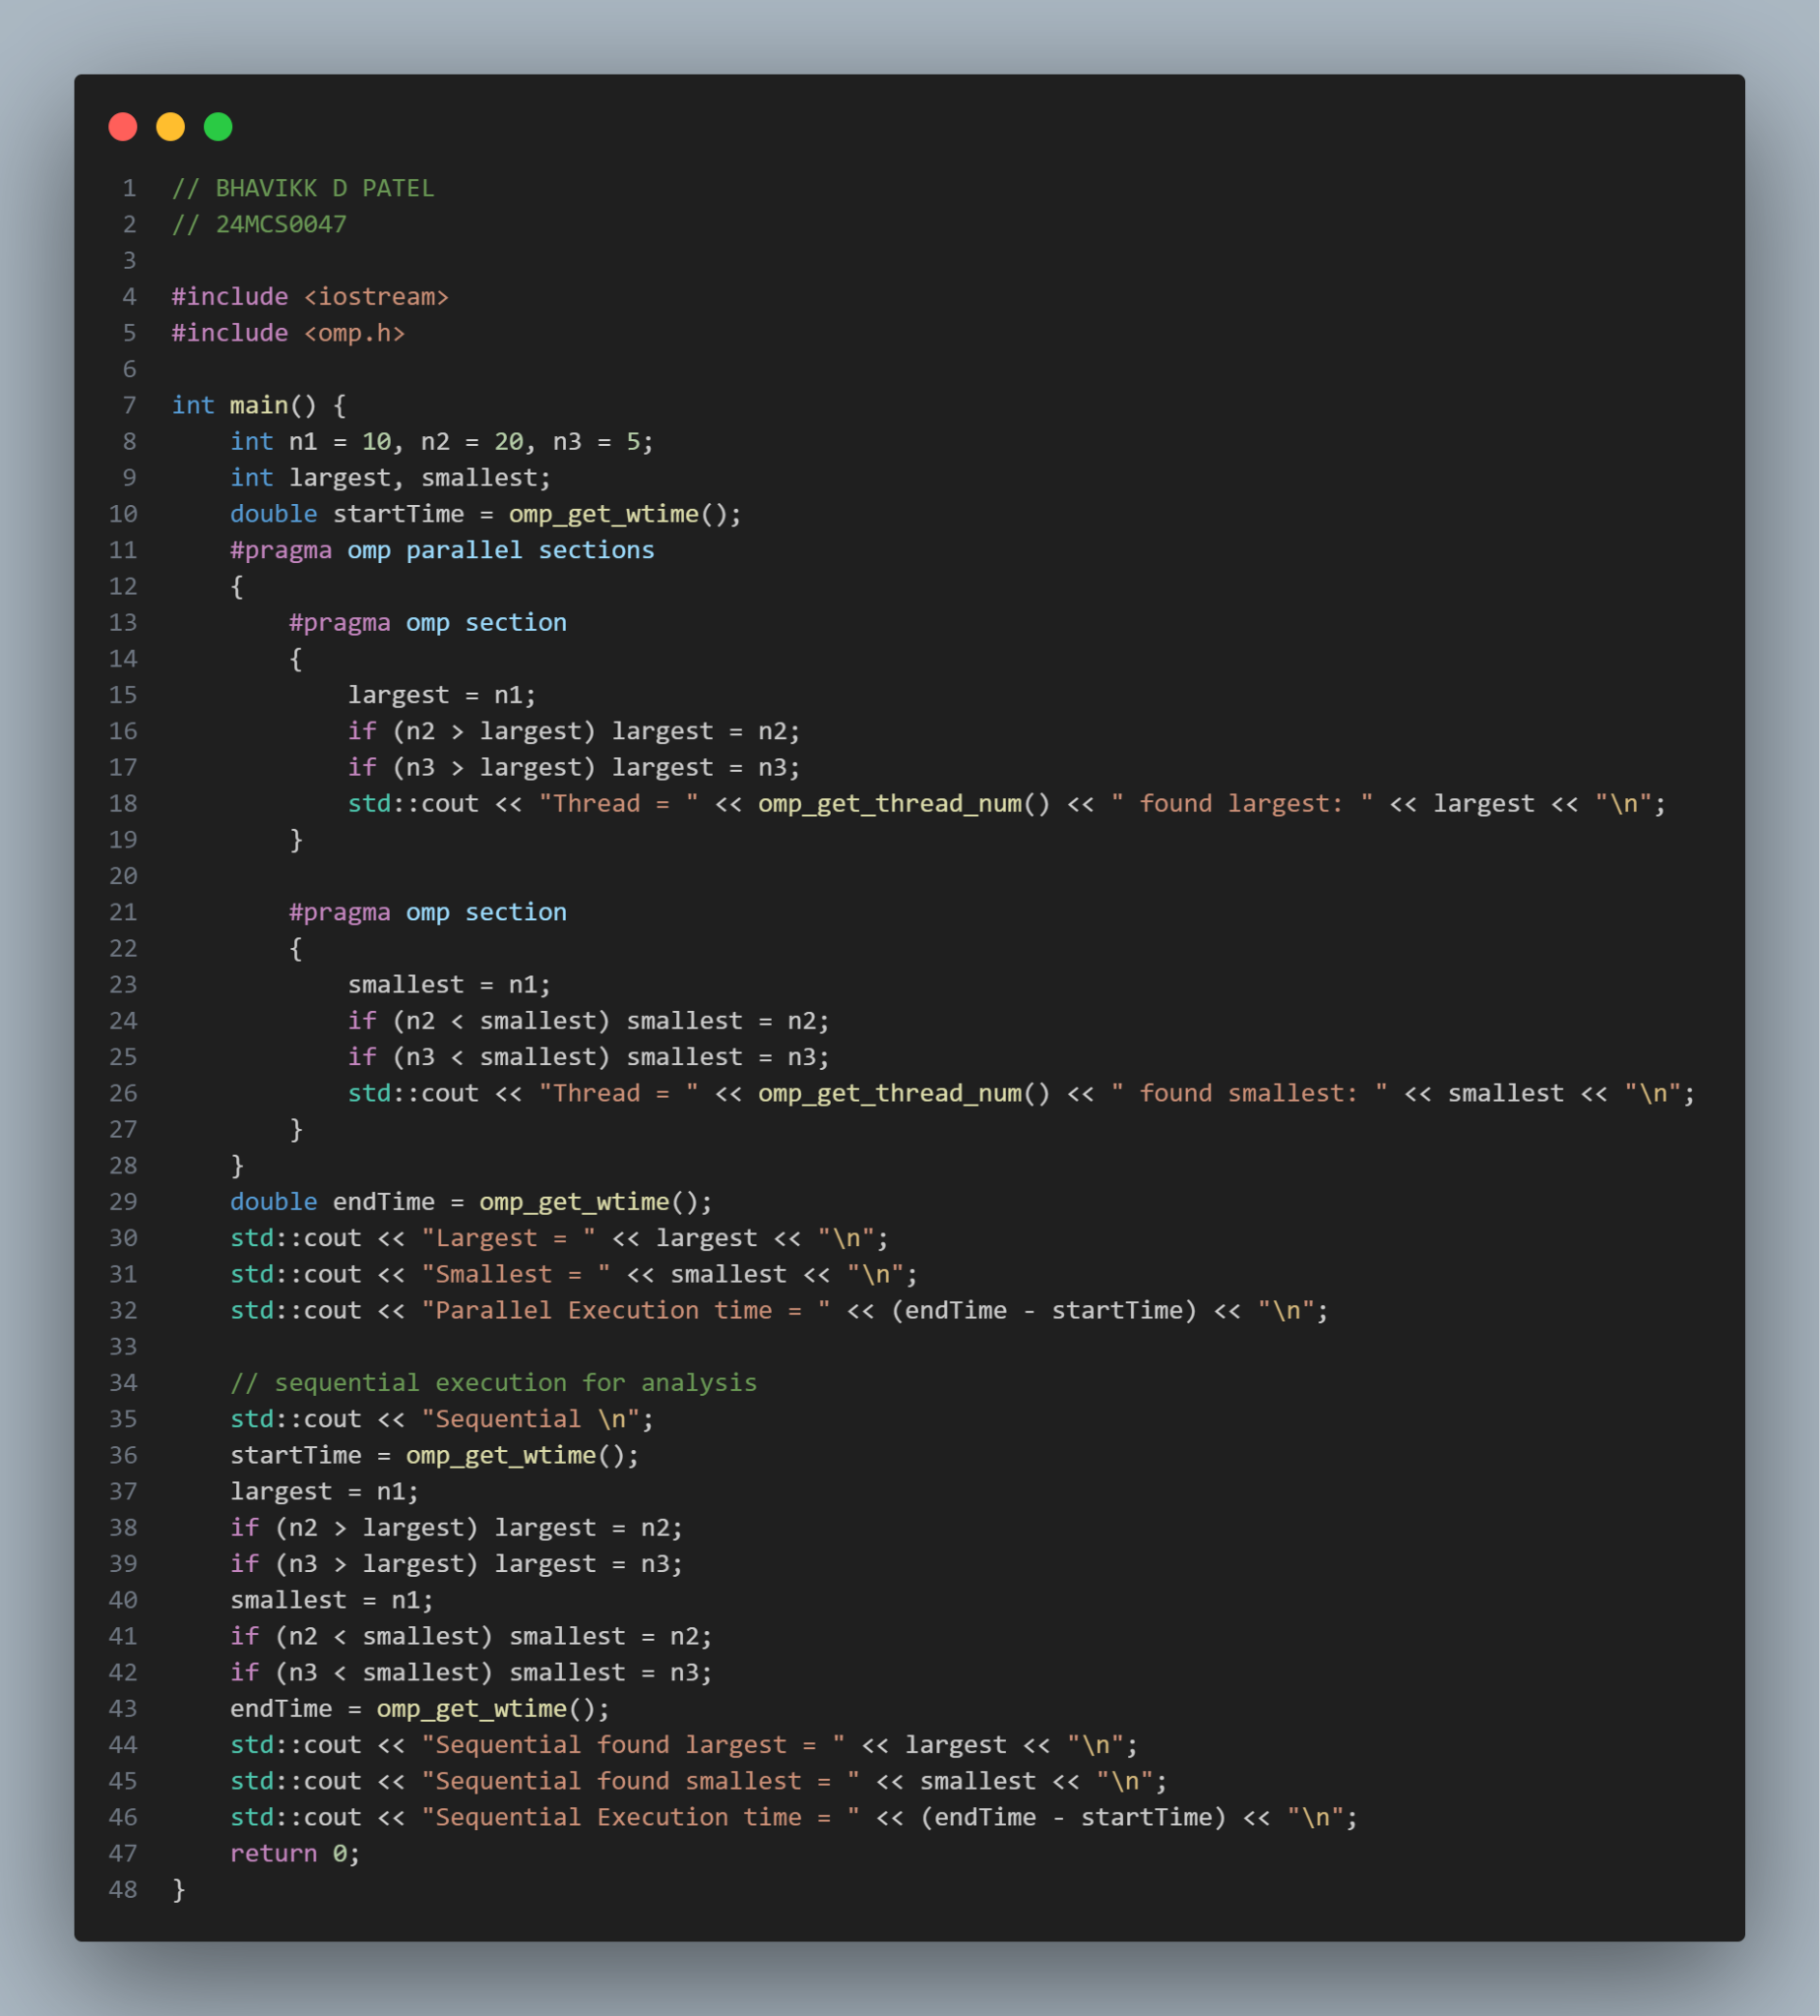 1 // BHAVIKK D PATEL
2 // 24MCS0047
3
4 #include <iostream>
5 #include <omp.h>
6
7 int main() {
8     int n1 = 10, n2 = 20, n3 = 5;
9     int largest, smallest;
10     double startTime = omp_get_wtime();
11     #pragma omp parallel sections
12     {
13         #pragma omp section
14         {
15             largest = n1;
16             if (n2 > largest) largest = n2;
17             if (n3 > largest) largest = n3;
18             std::cout << "Thread = " << omp_get_thread_num() << " found largest: " << largest << "\n";
19         }
20
21         #pragma omp section
22         {
23             smallest = n1;
24             if (n2 < smallest) smallest = n2;
25             if (n3 < smallest) smallest = n3;
26             std::cout << "Thread = " << omp_get_thread_num() << " found smallest: " << smallest << "\n";
27         }
28     }
29     double endTime = omp_get_wtime();
30     std::cout << "Largest = " << largest << "\n";
31     std::cout << "Smallest = " << smallest << "\n";
32     std::cout << "Parallel Execution time = " << (endTime - startTime) << "\n";
33
34     // sequential execution for analysis
35     std::cout << "Sequential \n";
36     startTime = omp_get_wtime();
37     largest = n1;
38     if (n2 > largest) largest = n2;
39     if (n3 > largest) largest = n3;
40     smallest = n1;
41     if (n2 < smallest) smallest = n2;
42     if (n3 < smallest) smallest = n3;
43     endTime = omp_get_wtime();
44     std::cout << "Sequential found largest = " << largest << "\n";
45     std::cout << "Sequential found smallest = " << smallest << "\n";
46     std::cout << "Sequential Execution time = " << (endTime - startTime) << "\n";
47     return 0;
48 }